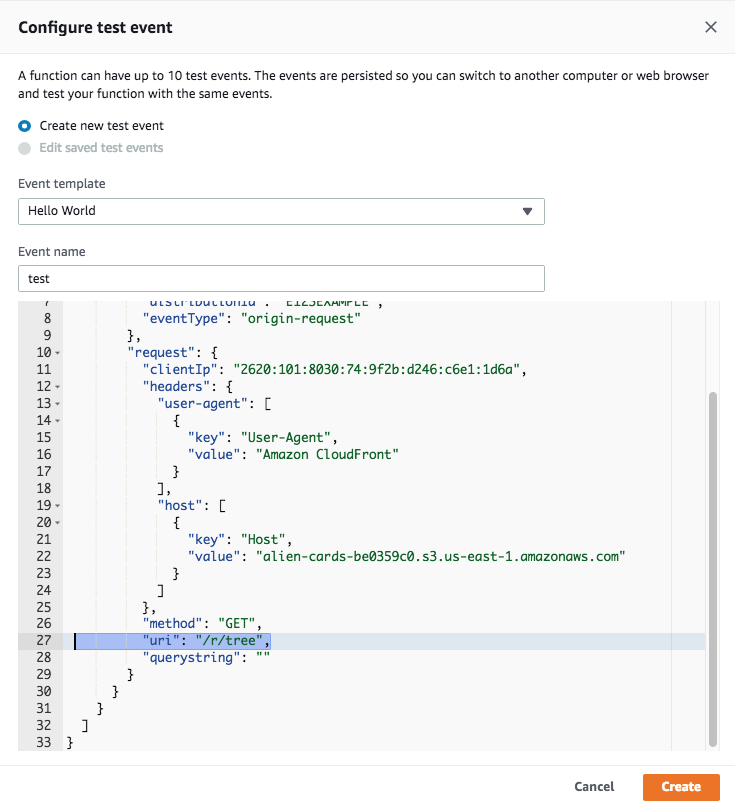 Configure test event
A function can have up to 10 test events. The events are persisted so you can switch to another computer or web browser
and test your function with the same events.
Create new test event
Edit saved test events
Event template
Hello World
Event name
test
7 "distributionId": "EIZ5EXAMPLE",
8 "eventType": "origin-request"
9 },
10 "request": {
11 "clientIp": "2620:101:8030:74:9f2b:d246:c6e1:1d6a",
12 "headers": {
13 "user-agent": [
14 {
15 "key": "User-Agent",
16 "value": "Amazon CloudFront"
17 }
18 ],
19 "host": [
20 {
21 "key": "Host",
22 "value": "alien-cards-be0359c0.s3.us-east-1.amazonaws.com"
23 }
24 ]
25 },
26 "method": "GET",
27 "uri": "/r/tree",
28 "querystring": ""
29 }
30 }
31 }
32 ]
33 }
Cancel
Create